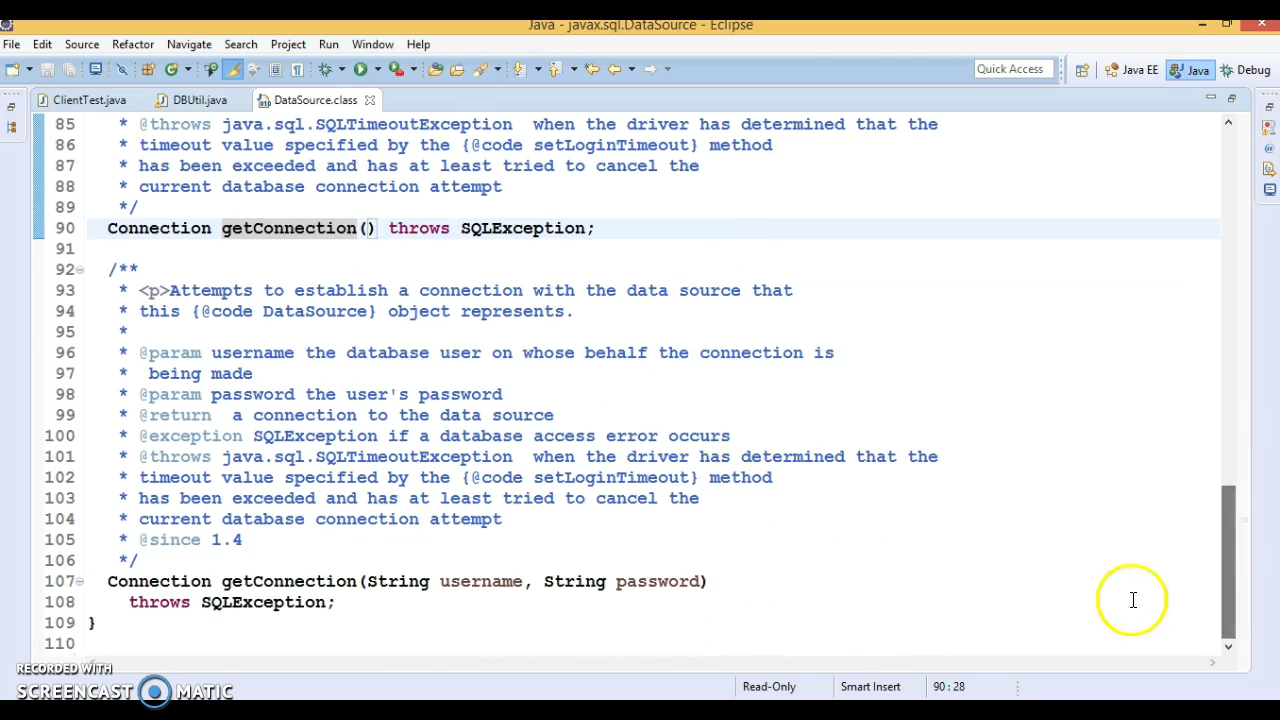 Java - javax.sql.DataSource - Eclipse
File Edit Source Refactor Navigate Search Project Run Window Help
Quick Access Java EE Java Debug
ClientTest.java DBUtil.java DataSource.class
85 * @throws java.sql.SQLTimeoutException when the driver has determined that the
86 * timeout value specified by the {@code setLoginTimeout} method
87 * has been exceeded and has at least tried to cancel the
88 * current database connection attempt
89 */
90 Connection getConnection() throws SQLException;
91
92 /**
93 * <p>Attempts to establish a connection with the data source that
94 * this {@code DataSource} object represents.
95 *
96 * @param username the database user on whose behalf the connection is
97 * being made
98 * @param password the user's password
99 * @return a connection to the data source
100 * @exception SQLException if a database access error occurs
101 * @throws java.sql.SQLTimeoutException when the driver has determined that the
102 * timeout value specified by the {@code setLoginTimeout} method
103 * has been exceeded and has at least tried to cancel the
104 * current database connection attempt
105 * @since 1.4
106 */
107 Connection getConnection(String username, String password)
108 throws SQLException;
109 }
110
RECORDED WITH
SCREENCAST MATIC
Read-Only Smart Insert 90 : 28